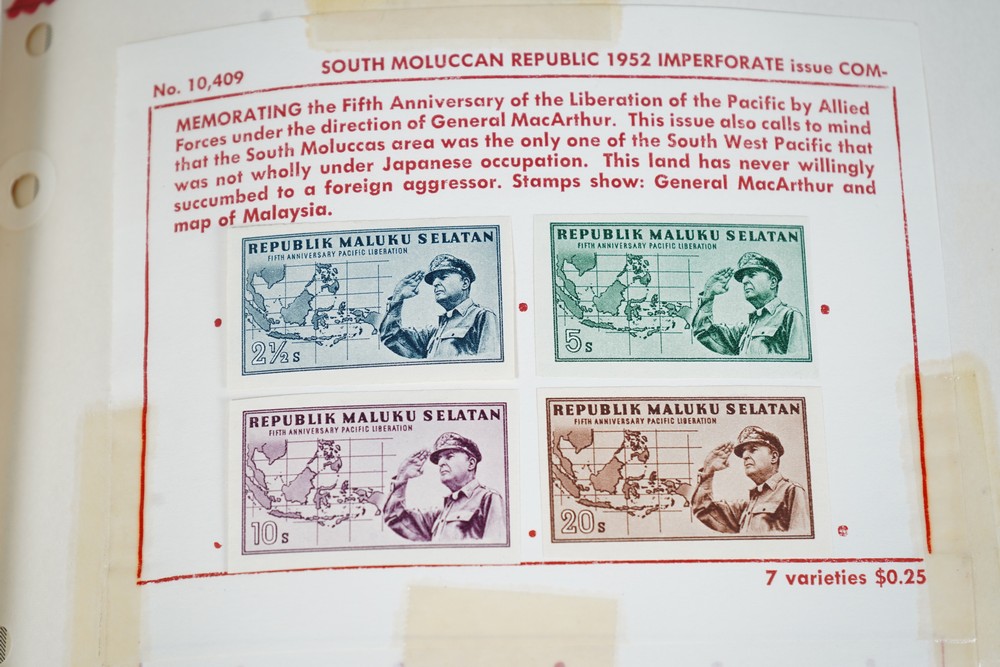 No. 10,409
SOUTH MOLUCCAN REPUBLIC 1952 IMPERFORATE issue COM-
MEMORATING the Fifth Anniversary of the Liberation of the Pacific by Allied
Forces under the direction of General MacArthur. This issue also calls to mind
that the South Moluccas area was the only one of the South West Pacific that
was not wholly under Japanese occupation. This land has never willingly
succumbed to a foreign aggressor. Stamps show: General MacArthur and
map of Malaysia.
REPUBLIK MALUKU SELATAN
FIFTH ANNIVERSARY PACIFIC LIBERATION
2½ S
REPUBLIK MALUKU SELATAN
FIFTH ANNIVERSARY PACIFIC LIBERATION
5 S
REPUBLIK MALUKU SELATAN
FIFTH ANNIVERSARY PACIFIC LIBERATION
10 S
REPUBLIK MALUKU SELATAN
FIFTH ANNIVERSARY PACIFIC LIBERATION
20 S
7 varieties $0.25